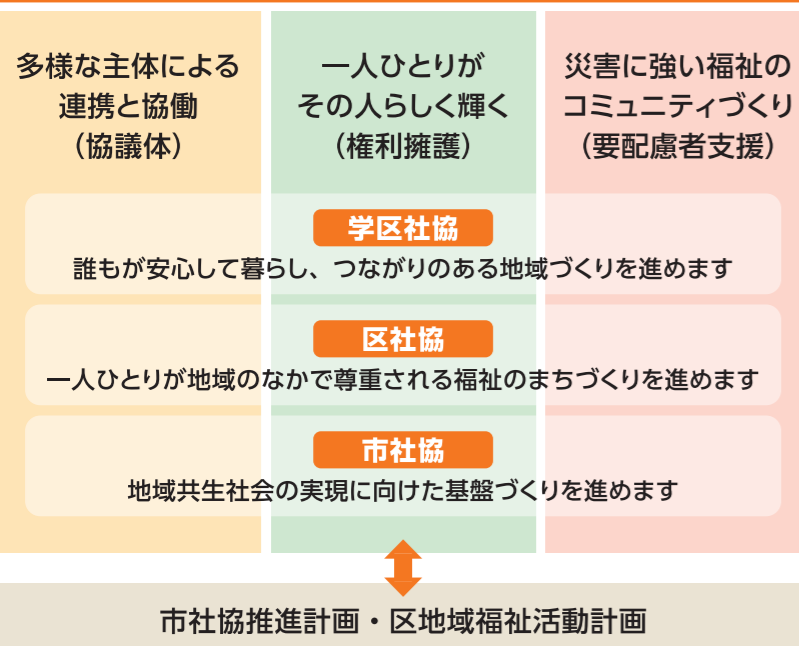 多様な主体による
連携と協働
（協議体）
一人ひとりが
その人らしく輝く
（権利擁護）
災害に強い福祉の
コミュニティづくり
（要配慮者支援）
学区社協
誰もが安心して暮らし、つながりのある地域づくりを進めます
区社協
一人ひとりが地域のなかで尊重される福祉のまちづくりを進めます
市社協
地域共生社会の実現に向けた基盤づくりを進めます
市社協推進計画・区地域福祉活動計画